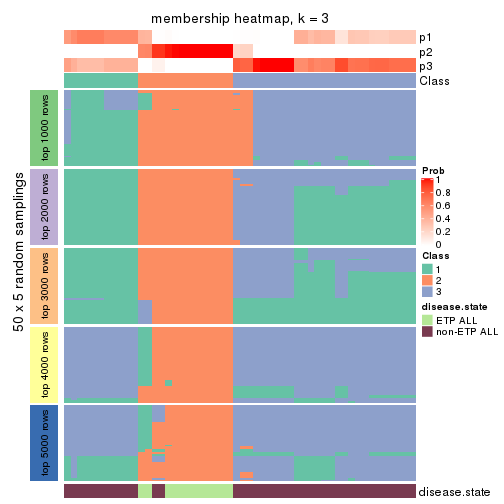 membership heatmap, k = 3
p1
p2
p3
Class
50 x 5 random samplings
top 1000 rows
top 2000 rows
top 3000 rows
top 4000 rows
top 5000 rows
Prob
1
0.8
0.6
0.4
0.2
0
Class
1
2
3
disease.state
ETP ALL
non-ETP ALL
disease.state